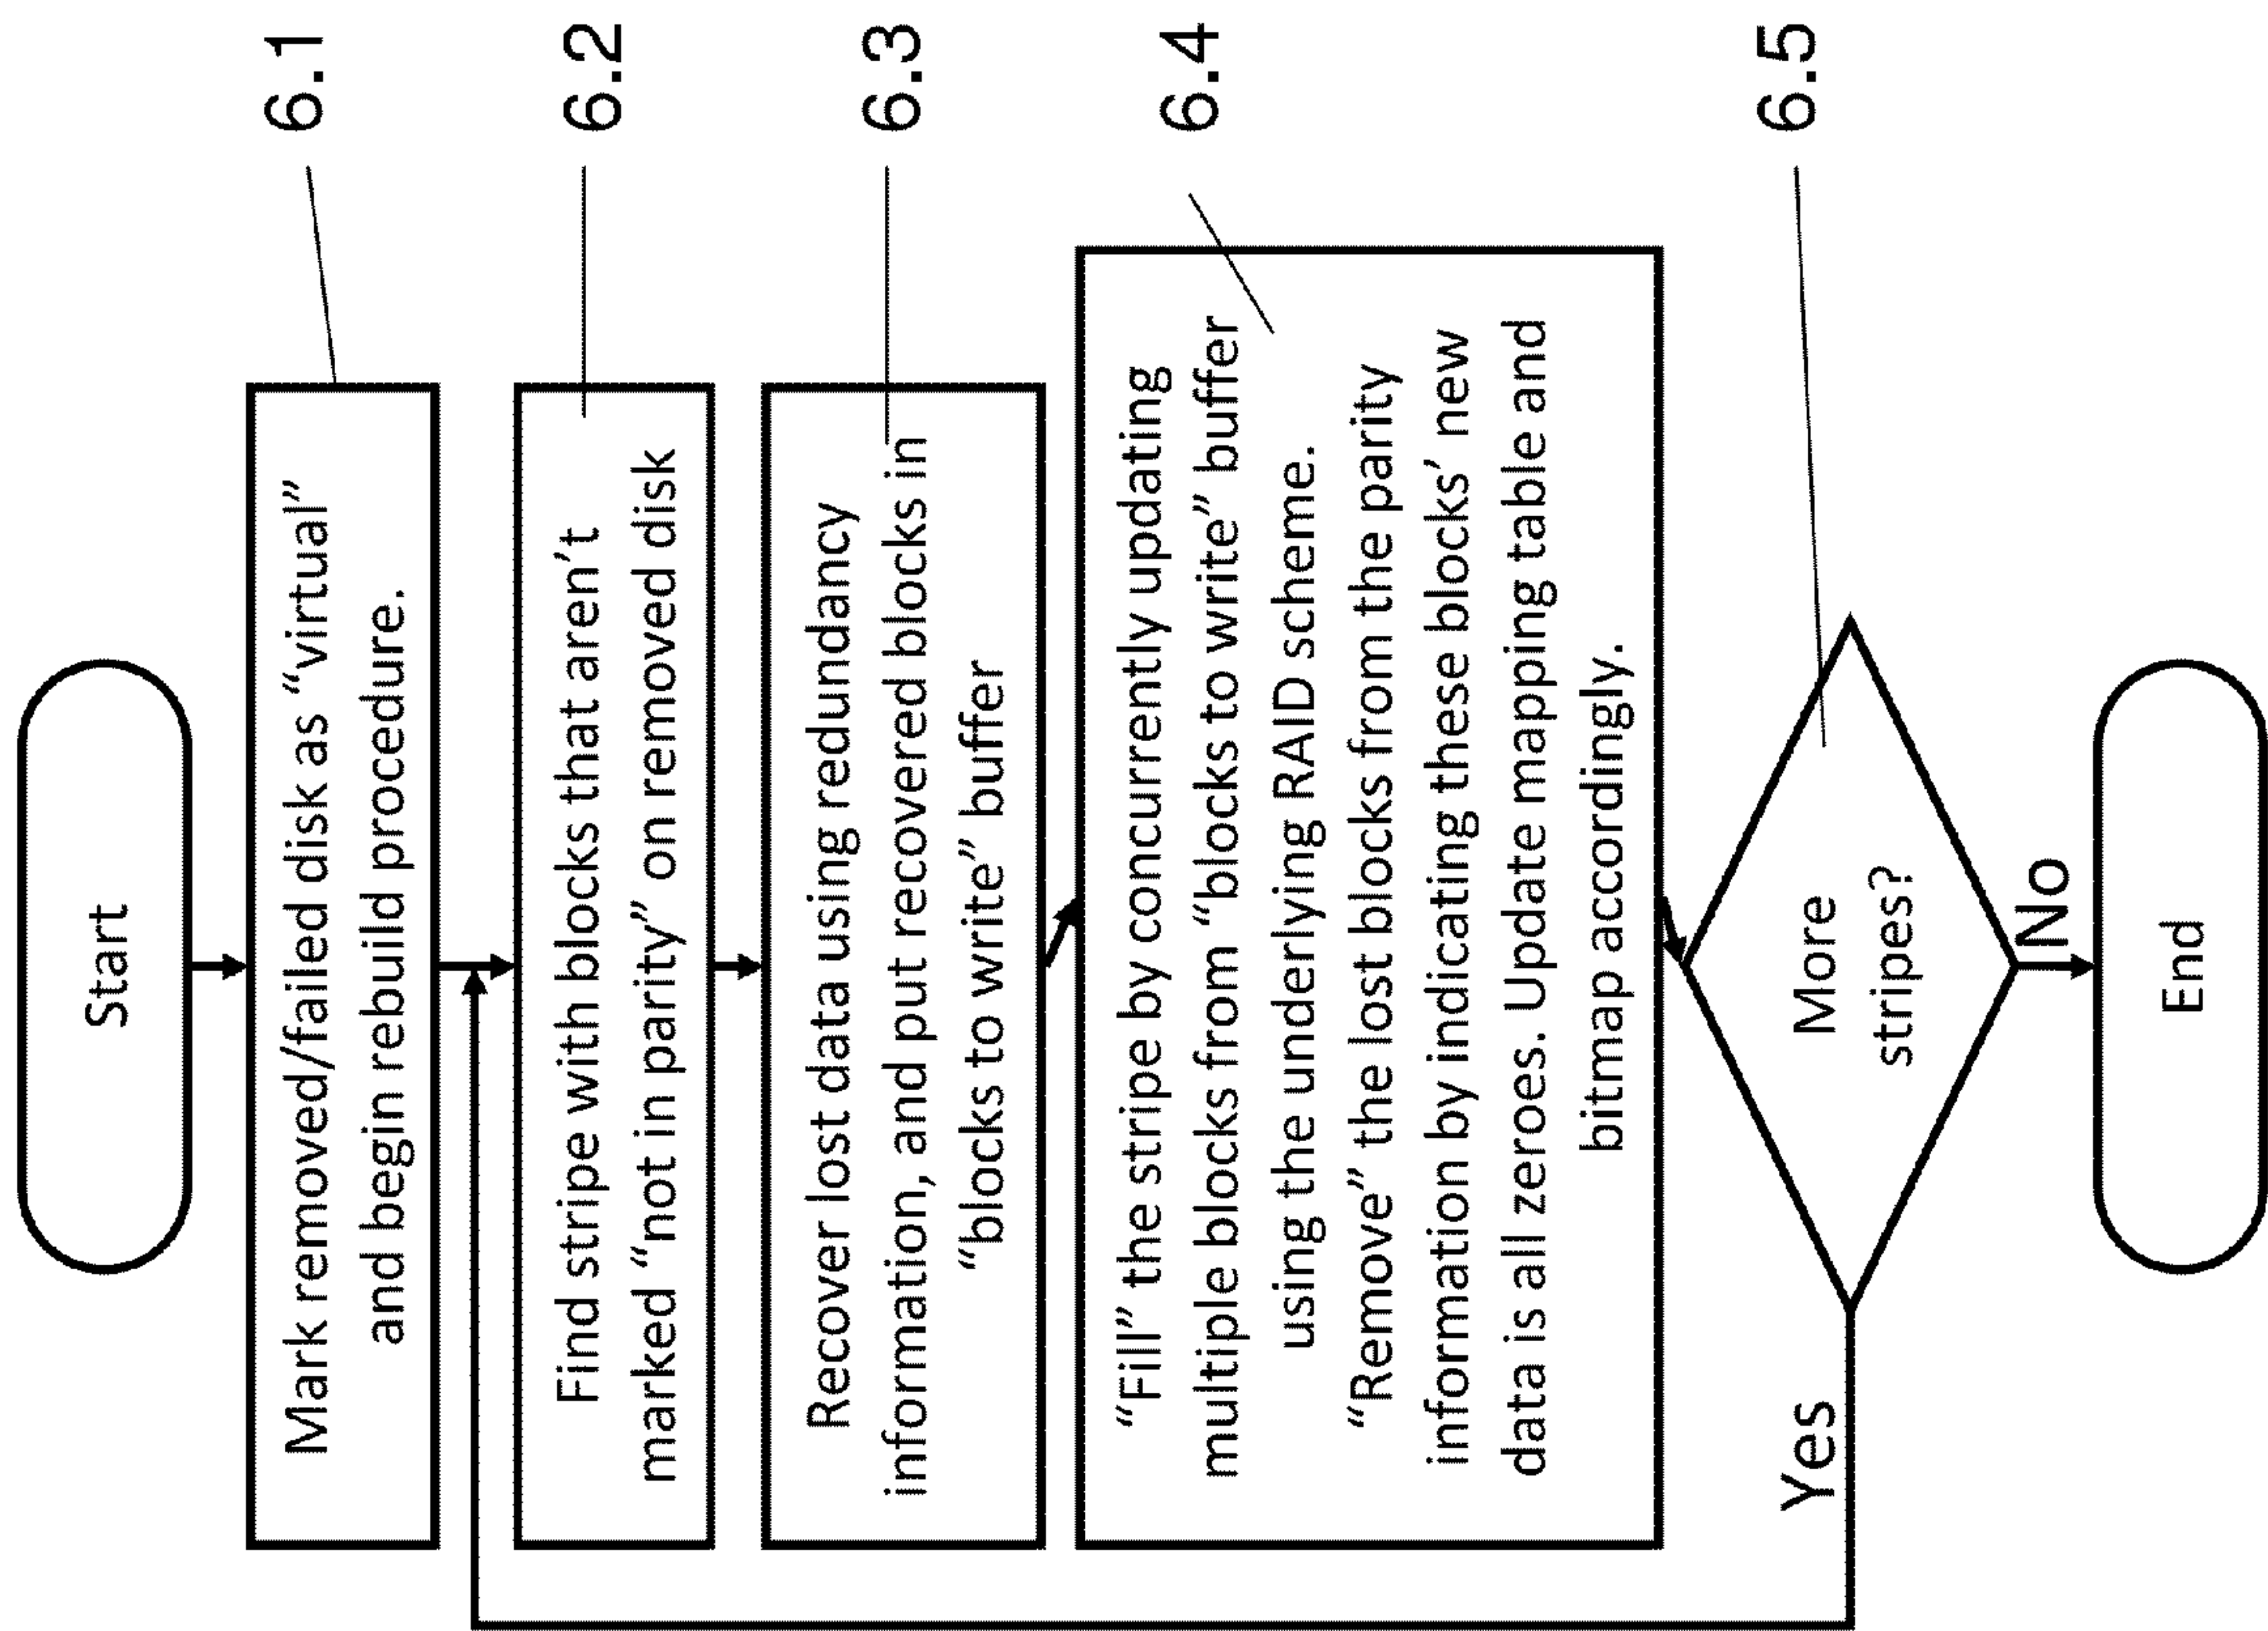 Start
6.1
Mark removed/failed disk as “virtual”
and begin rebuild procedure.
6.2
Find stripe with blocks that aren’t
marked “not in parity” on removed disk
6.3
Recover lost data using redundancy
information, and put recovered blocks in
“blocks to write” buffer
6.4
“Fill” the stripe by concurrently updating
multiple blocks from “blocks to write” buffer
using the underlying RAID scheme.
“Remove” the lost blocks from the parity
information by indicating these blocks’ new
data is all zeroes. Update mapping table and
bitmap accordingly.
6.5
More
stripes?
Yes
No
End